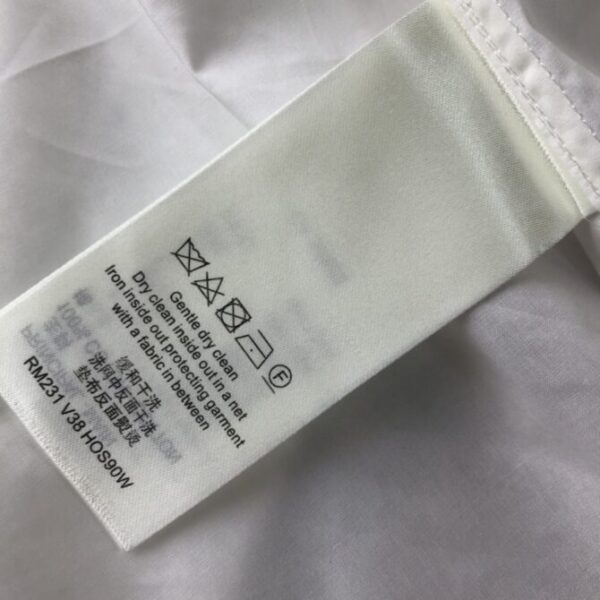 Gentle dry clean
Dry clean inside out in a net
Iron inside out protecting garment
with a fabric in between
缓和干洗
洗网中反面干洗
垫布反面熨烫
RM231 V38 HOS90W